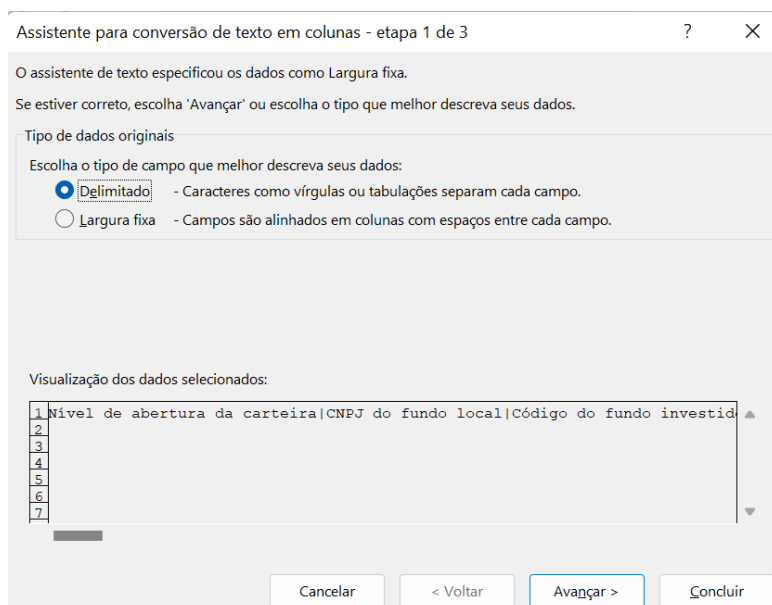 Assistente para conversão de texto em colunas - etapa 1 de 3 ?
O assistente de texto especificou os dados como Largura fixa.
Se estiver correto, escolha 'Avançar' ou escolha o tipo que melhor descreva seus dados.
Tipo de dados originais
Escolha o tipo de campo que melhor descreva seus dados:
Delimitado - Caracteres como vírgulas ou tabulações separam cada campo.
Largura fixa - Campos são alinhados em colunas com espaços entre cada campo.
Visualização dos dados selecionados:
1 Nível de abertura da carteira|CNPJ do fundo local|Código do fundo investid
2
3
4
5
6
7
Cancelar < Voltar Avançar > Concluir